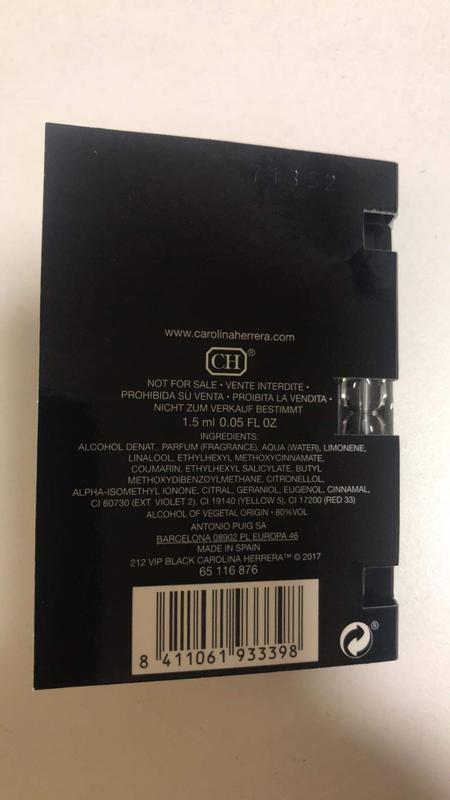 71332
www.carolinaherrera.com
CH®
NOT FOR SALE • VENTE INTERDITE •
PROHIBIDA SU VENTA • PROIBITA LA VENDITA •
NICHT ZUM VERKAUF BESTIMMT
1.5 ml 0.05 FL OZ
INGREDIENTS:
ALCOHOL DENAT., PARFUM (FRAGRANCE), AQUA (WATER), LIMONENE,
LINALOOL, ETHYLHEXYL METHOXYCINNAMATE,
COUMARIN, ETHYLHEXYL SALICYLATE, BUTYL
METHOXYDIBENZOYLMETHANE, CITRONELLOL,
ALPHA-ISOMETHYL IONONE, CITRAL, GERANIOL, EUGENOL, CINNAMAL,
CI 60730 (EXT. VIOLET 2), CI 19140 (YELLOW 5), CI 17200 (RED 33)
ALCOHOL OF VEGETAL ORIGIN • 80%VOL
ANTONIO PUIG SA
BARCELONA 08902 PL EUROPA 46
MADE IN SPAIN
212 VIP BLACK CAROLINA HERRERA™ © 2017
65 116 876
8 411061 933398
®